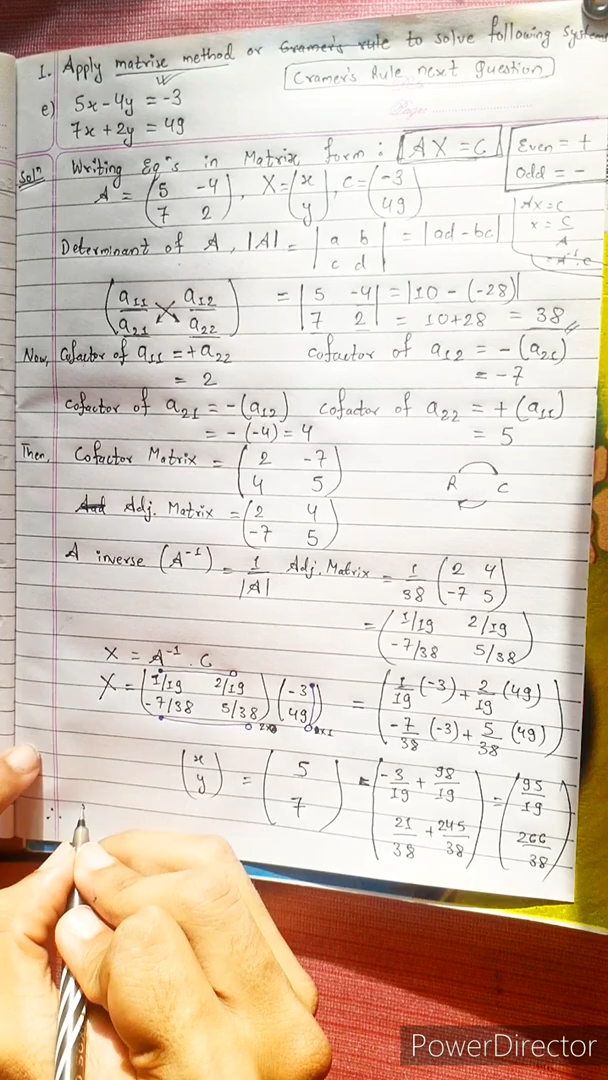 1. Apply matrix method or Cramer's rule to solve following system
Cramer's Rule next Question
e) 5x - 4y = -3
7x + 2y = 49
Page:
Solⁿ Writing Eqⁿs in Matrix form : AX = C
Even = +
Odd = -
A = (5 -4 / 7 2), X = (x / y), C = (-3 / 49)
AX = C
x = C/A
= A⁻¹.C
Determinant of A, |A| = |a b / c d| = |ad - bc|
(a11 a12 / a21 a22) = |5 -4 / 7 2| = |10 - (-28)|
= 10 + 28 = 38
Now, Cofactor of a11 = + a22 cofactor of a12 = - (a21)
= 2 = -7
cofactor of a21 = - (a12) cofactor of a22 = + (a11)
= - (-4) = 4 = 5
Then, Cofactor Matrix = (2 -7 / 4 5)
R C
Adj. Matrix = (2 4 / -7 5)
A inverse (A⁻¹) = 1/|A| Adj. Matrix = 1/38 (2 4 / -7 5)
= (1/19 2/19 / -7/38 5/38)
X = A⁻¹ . C
X = (1/19 2/19 / -7/38 5/38) (-3 / 49) = (1/19 (-3) + 2/19 (49) / -7/38 (-3) + 5/38 (49))
(x / y) = (5 / 7) = (-3/19 + 98/19 / 21/38 + 245/38) = (95/19 / 266/38)
∴
PowerDirector